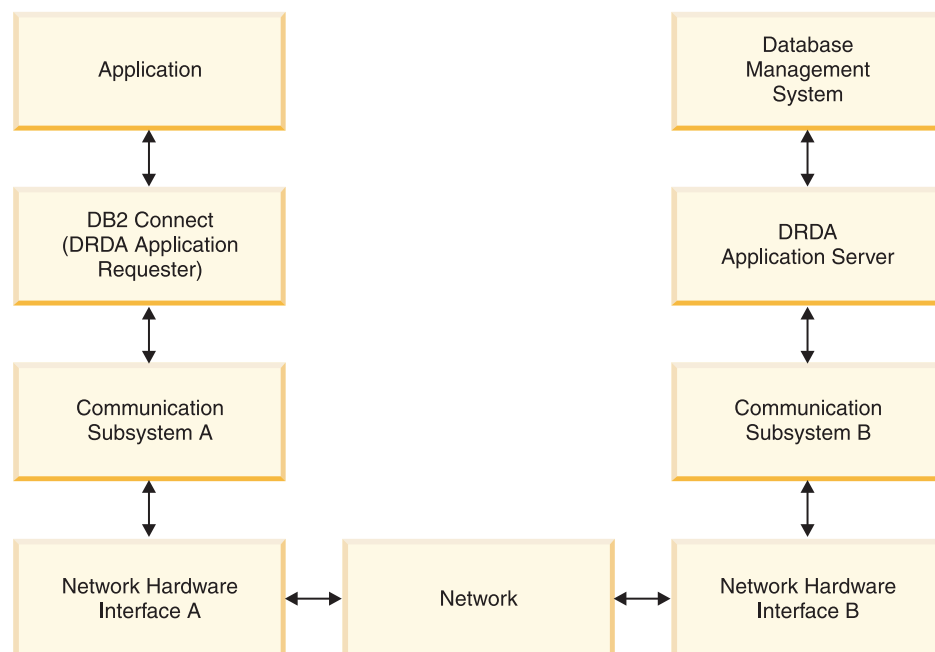 Application
Database
Management
System
DB2 Connect
(DRDA Application
Requester)
DRDA
Application Server
Communication
Subsystem A
Communication
Subsystem B
Network Hardware
Interface A
Network
Network Hardware
Interface B